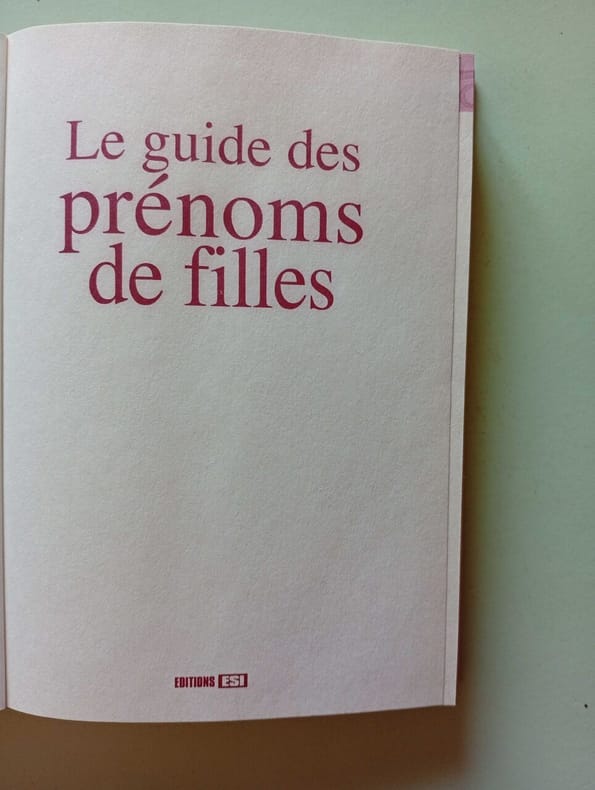 Le guide des
prénoms
de filles
EDITIONS ESI